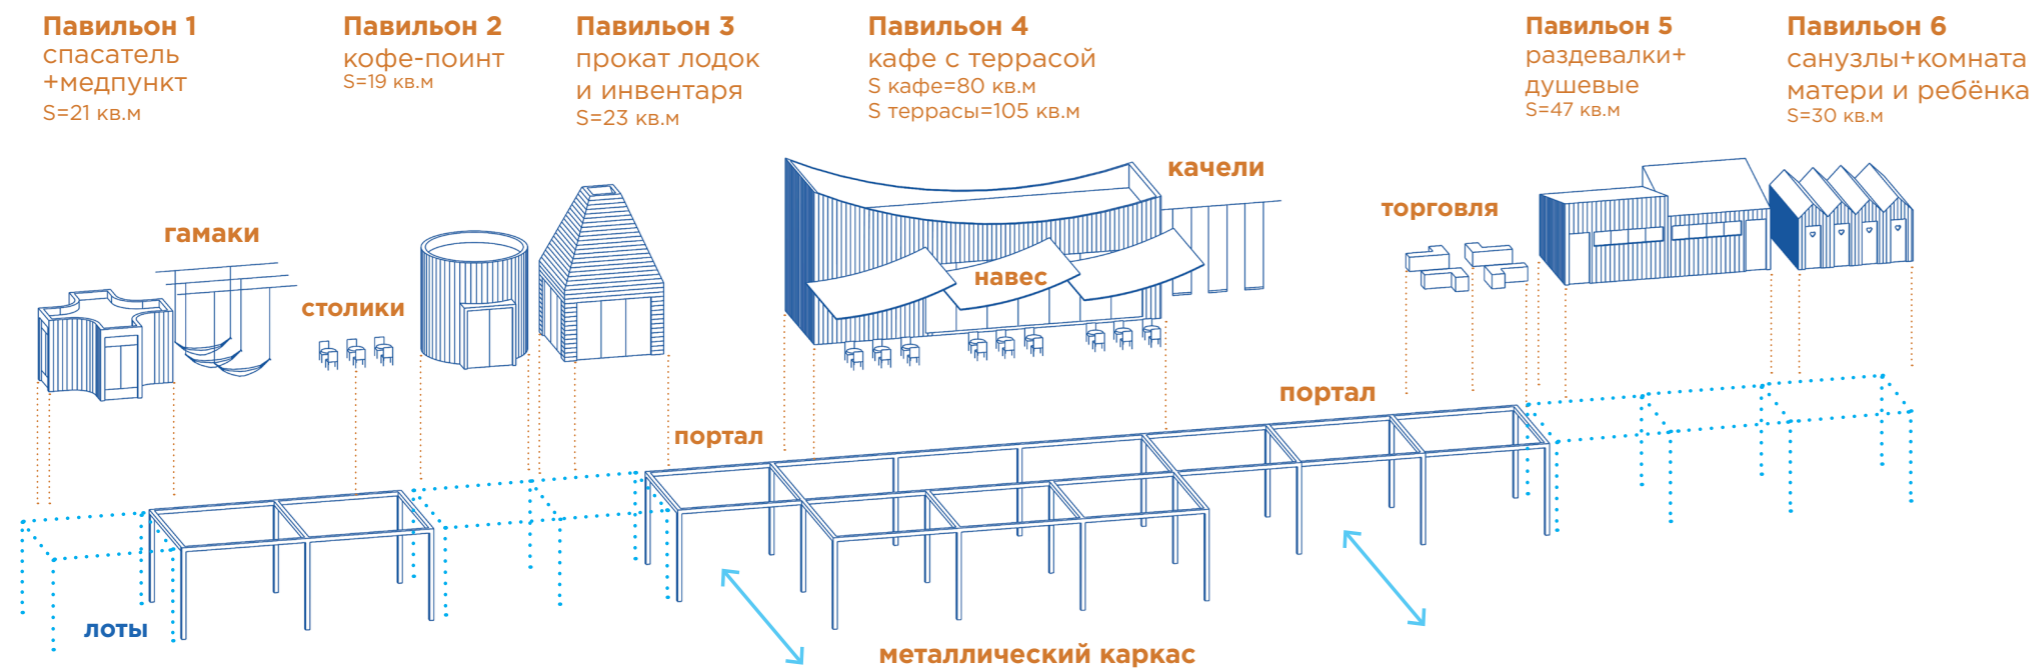 Павильон 1
спасатель
+медпункт
S=21 кв.м
Павильон 2
кофе-поинт
S=19 кв.м
Павильон 3
прокат лодок
и инвентаря
S=23 кв.м
Павильон 4
кафе с террасой
S кафе=80 кв.м
S террасы=105 кв.м
Павильон 5
раздевалки+
душевые
S=47 кв.м
Павильон 6
санузлы+комната
матери и ребёнка
S=30 кв.м
качели
торговля
гамаки
навес
столики
портал
портал
лоты
металлический каркас